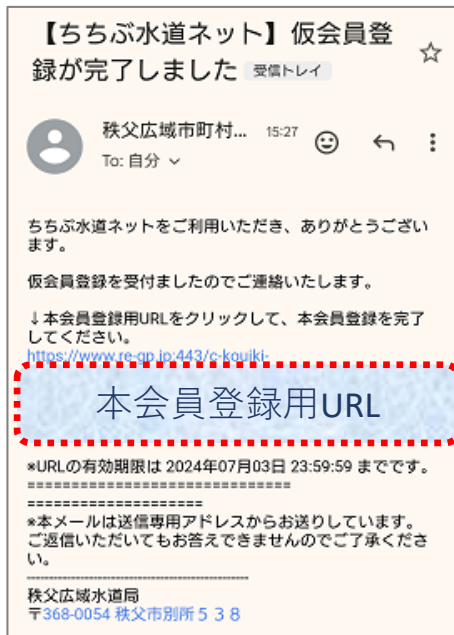 【ちちぶ水道ネット】仮会員登
録が完了しました 受信トレイ
秩父広域市町村... 15:27
To: 自分
ちちぶ水道ネットをご利用いただき、ありがとうござい
ます。
仮会員登録を受付ましたのでご連絡いたします。
↓本会員登録用URLをクリックして、本会員登録を完了
してください。
https://www.re-gp.jp:443/c-kouiki-
本会員登録用URL
*URLの有効期限は 2024年07月03日 23:59:59 までです。
==============================
====================
*本メールは送信専用アドレスからお送りしています。
ご返信いただいてもお答えできませんのでご了承くださ
い。
----------------------------------------
秩父広域水道局
〒368-0054 秩父市別所５３８